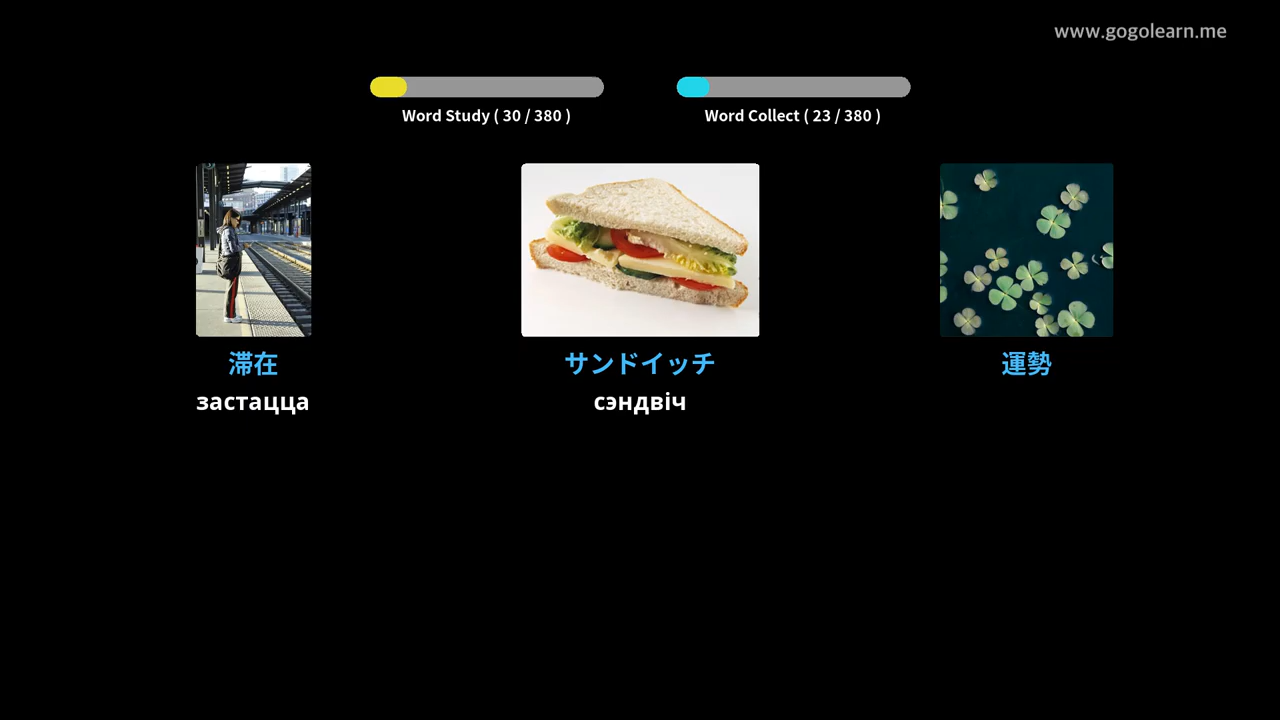 www.gogolearn.me
Word Study ( 30 / 380 )
Word Collect ( 23 / 380 )
滞在
застацца
サンドイッチ
сэндвіч
運勢